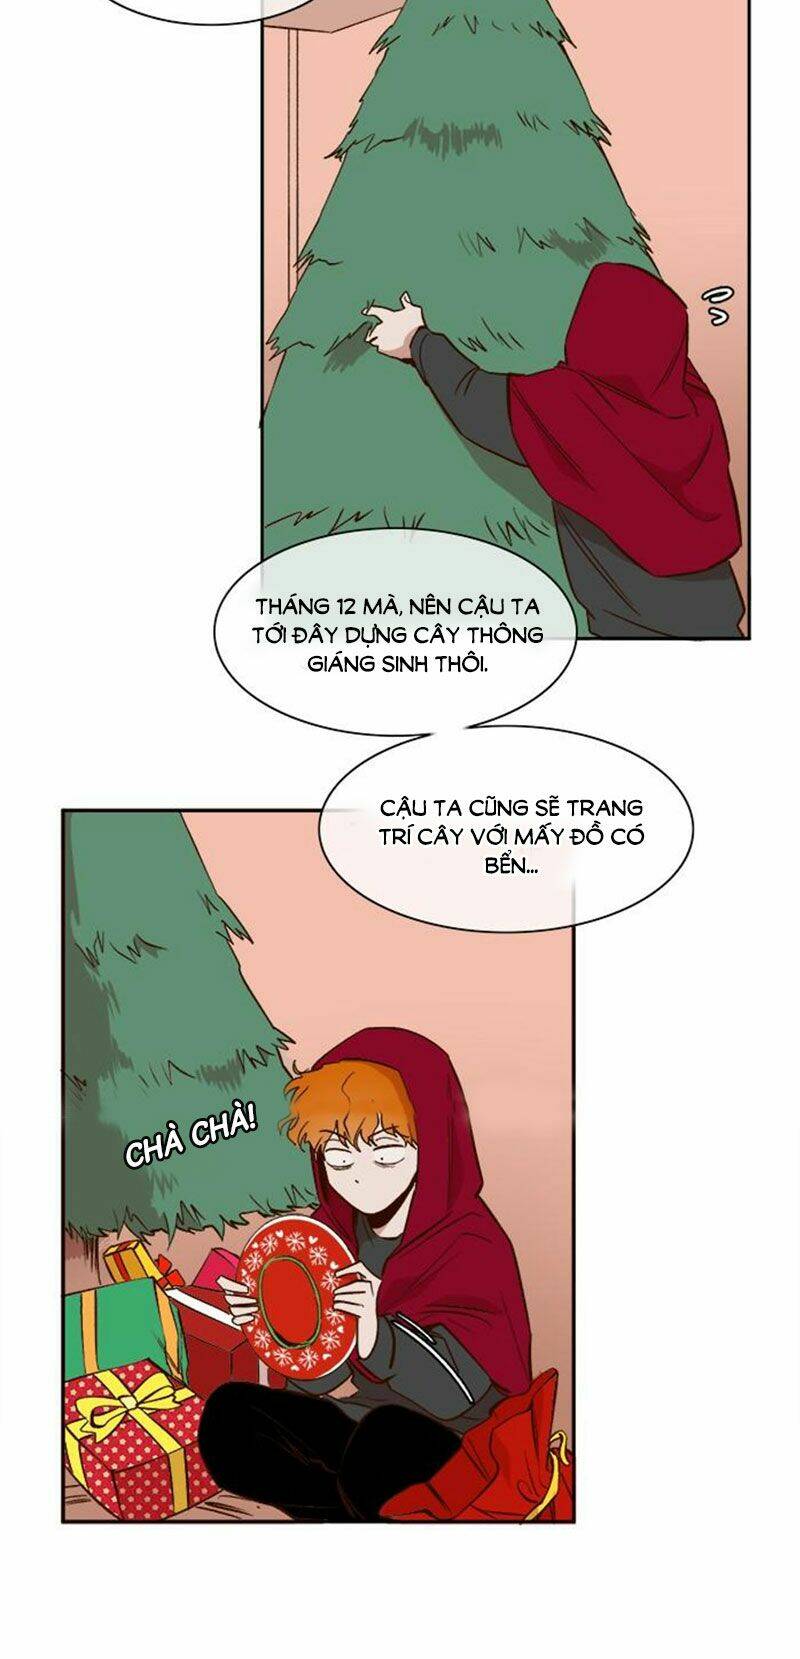 THÁNG 12 MÀ, NÊN CẬU TA
TỚI ĐÂY DỰNG CÂY THÔNG
GIÁNG SINH THÔI.
CẬU TA CŨNG SẼ TRANG
TRÍ CÂY VỚI MẤY ĐỒ CÓ
BỂN...
CHÀ CHÀ!